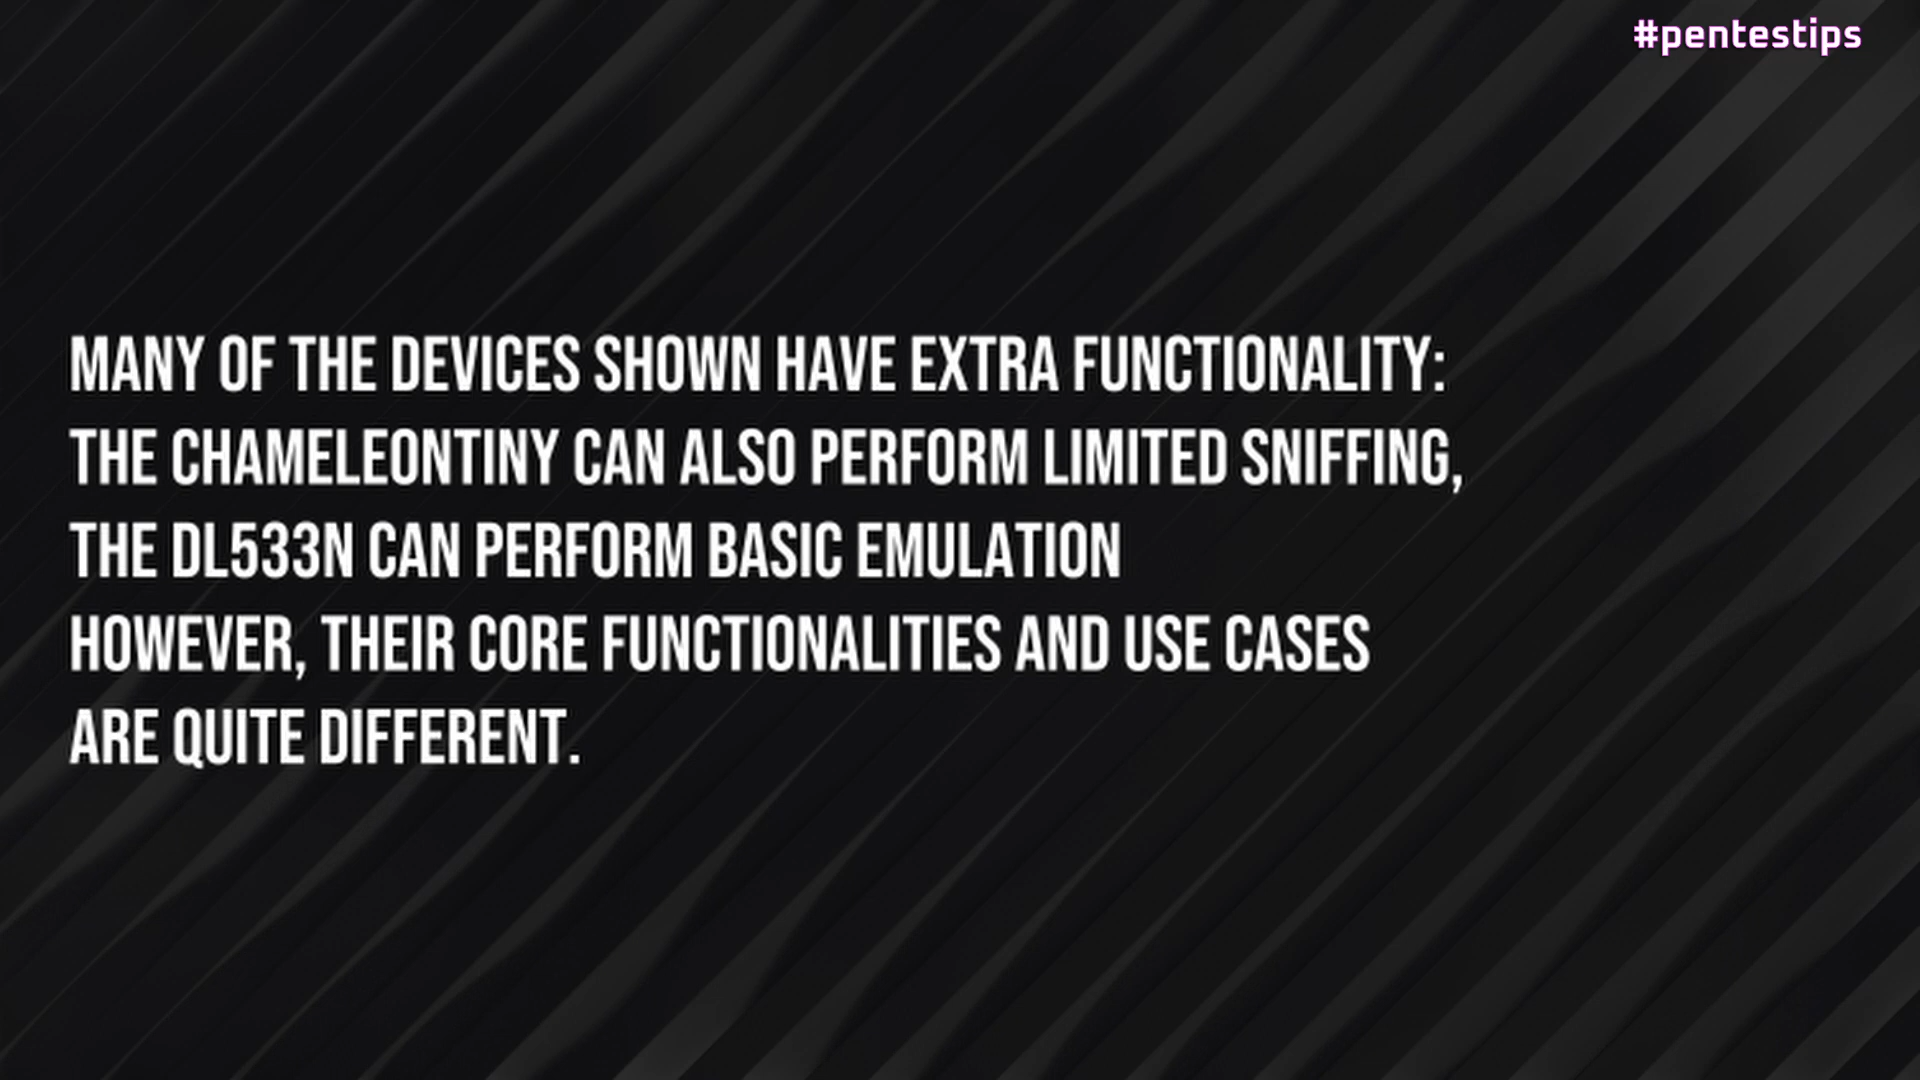 #pentestips
MANY OF THE DEVICES SHOWN HAVE EXTRA FUNCTIONALITY:
THE CHAMELEONTINY CAN ALSO PERFORM LIMITED SNIFFING,
THE DL533N CAN PERFORM BASIC EMULATION
HOWEVER, THEIR CORE FUNCTIONALITIES AND USE CASES
ARE QUITE DIFFERENT.